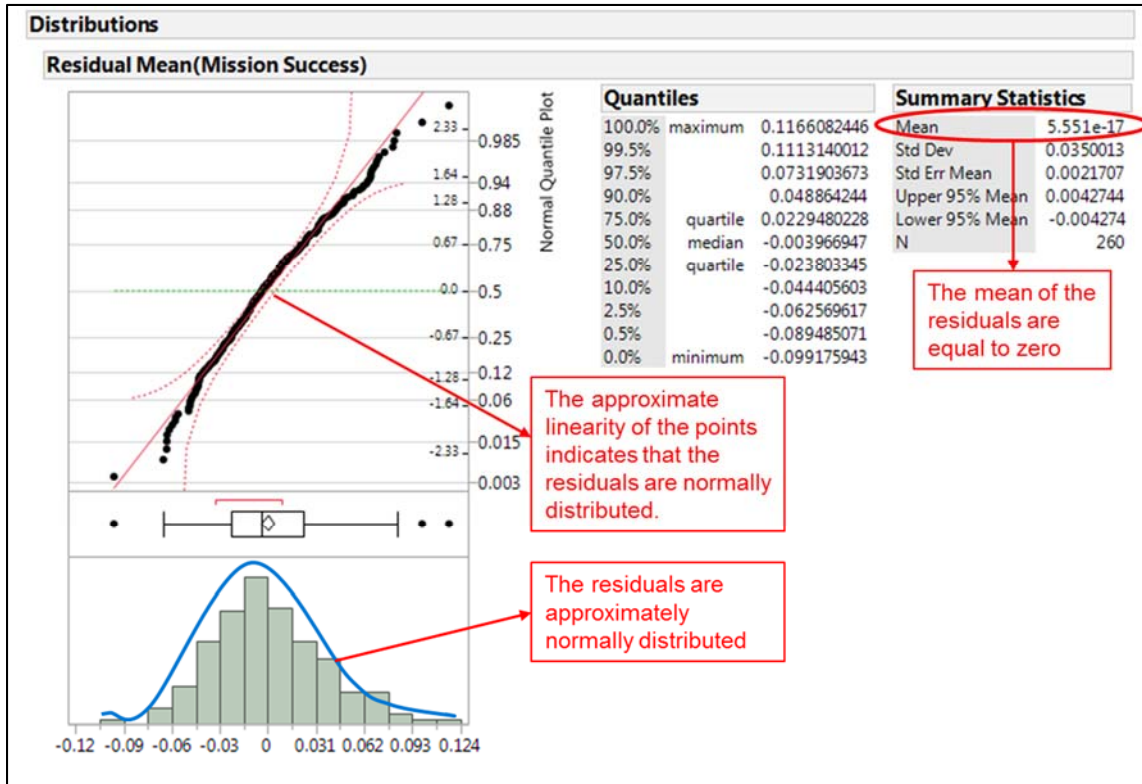 Distributions
Residual Mean(Mission Success)
Normal Quantile Plot
2.33
1.64
1.28
0.67
0.0
-0.67
-1.28
-1.64
-2.33
0.985
0.94
0.88
0.75
0.5
0.25
0.12
0.06
0.015
0.003
-0.12 -0.09 -0.06 -0.03 0 0.031 0.062 0.093 0.124
Quantiles
100.0% maximum 0.1166082446
99.5% 0.1113140012
97.5% 0.0731903673
90.0% 0.048864244
75.0% quartile 0.0229480228
50.0% median -0.003966947
25.0% quartile -0.023803345
10.0% -0.044405603
2.5% -0.062569617
0.5% -0.089485071
0.0% minimum -0.099175943
Summary Statistics
Mean 5.551e-17
Std Dev 0.0350013
Std Err Mean 0.0021707
Upper 95% Mean 0.0042744
Lower 95% Mean -0.004274
N 260
The mean of the
residuals are
equal to zero
The approximate
linearity of the points
indicates that the
residuals are normally
distributed.
The residuals are
approximately
normally distributed